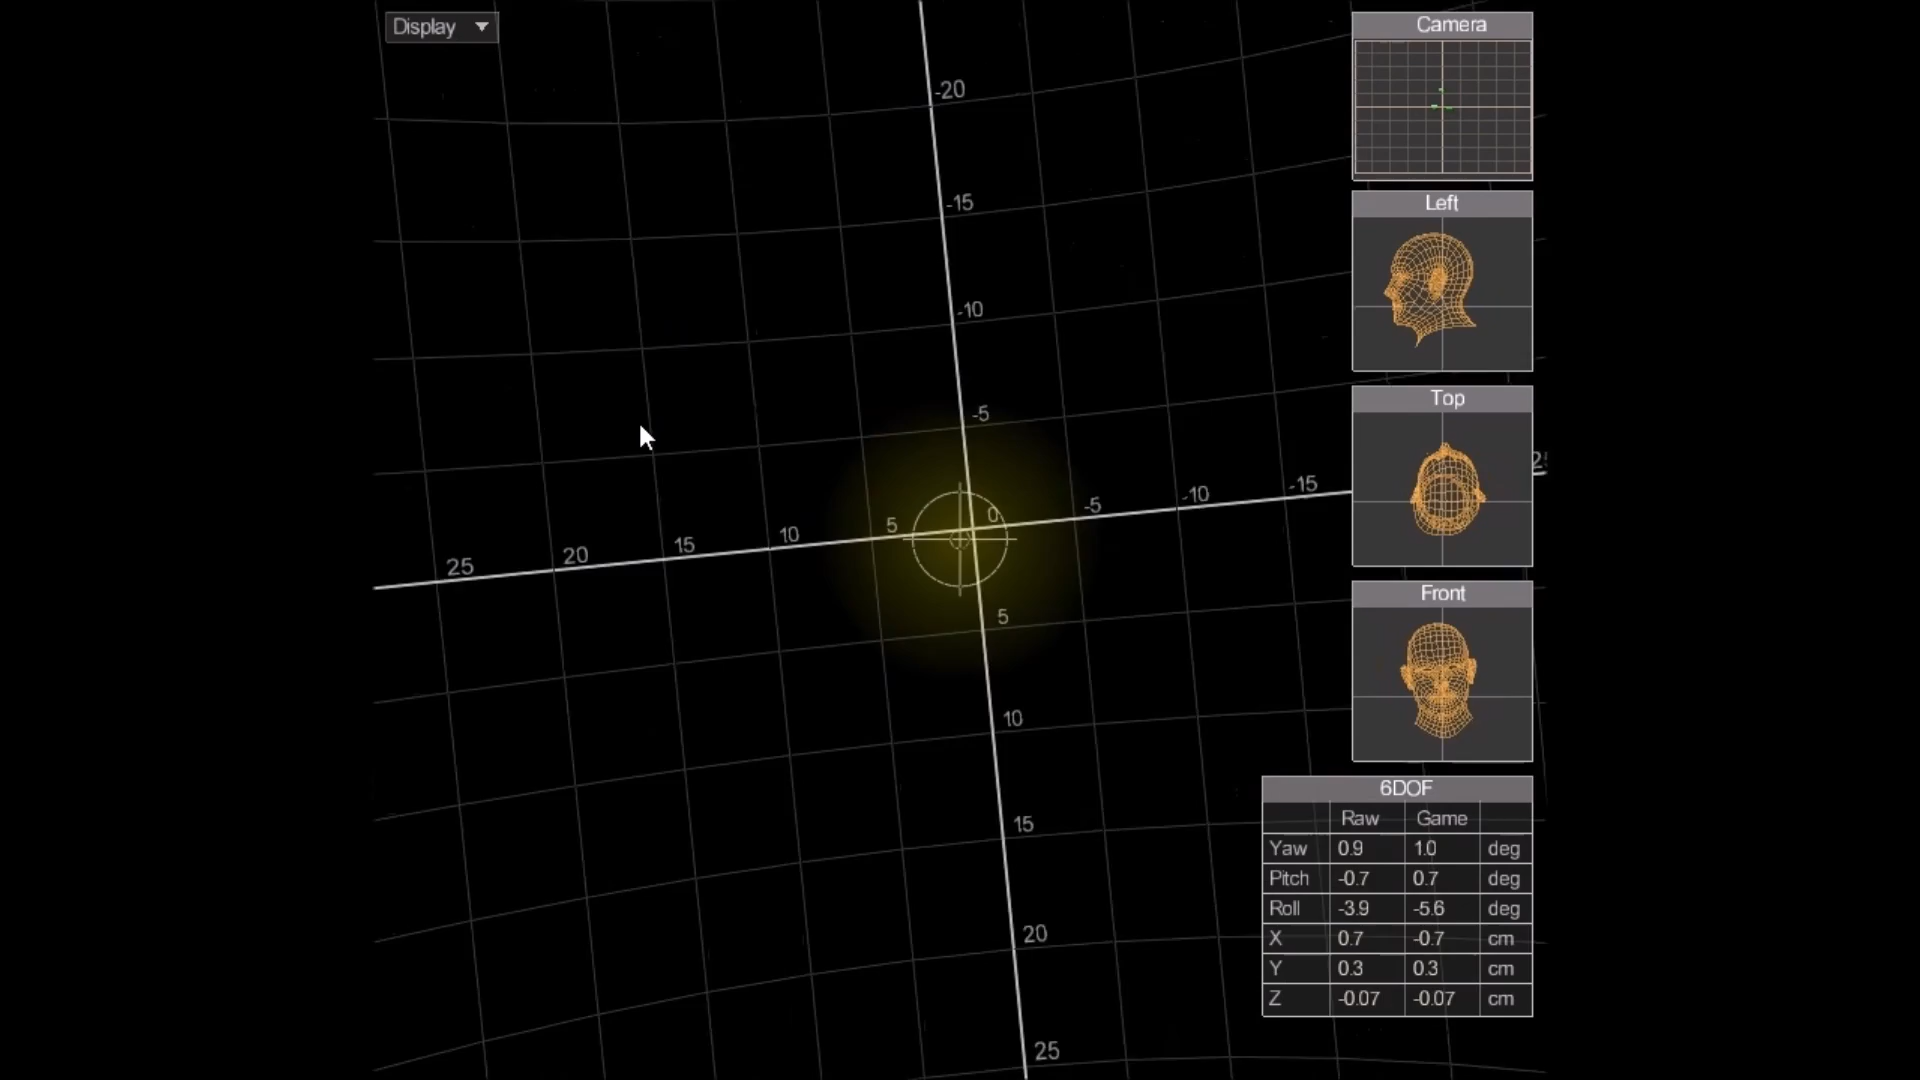 Display
Camera
-20
-15
-10
-5
0
25 20 15 10 5 -5 -10 -15
5
10
15
20
25
Left
Top
Front
6DOF
Raw Game
Yaw 0.9 1.0 deg
Pitch -0.7 0.7 deg
Roll -3.9 -5.6 deg
X 0.7 -0.7 cm
Y 0.3 0.3 cm
Z -0.07 -0.07 cm